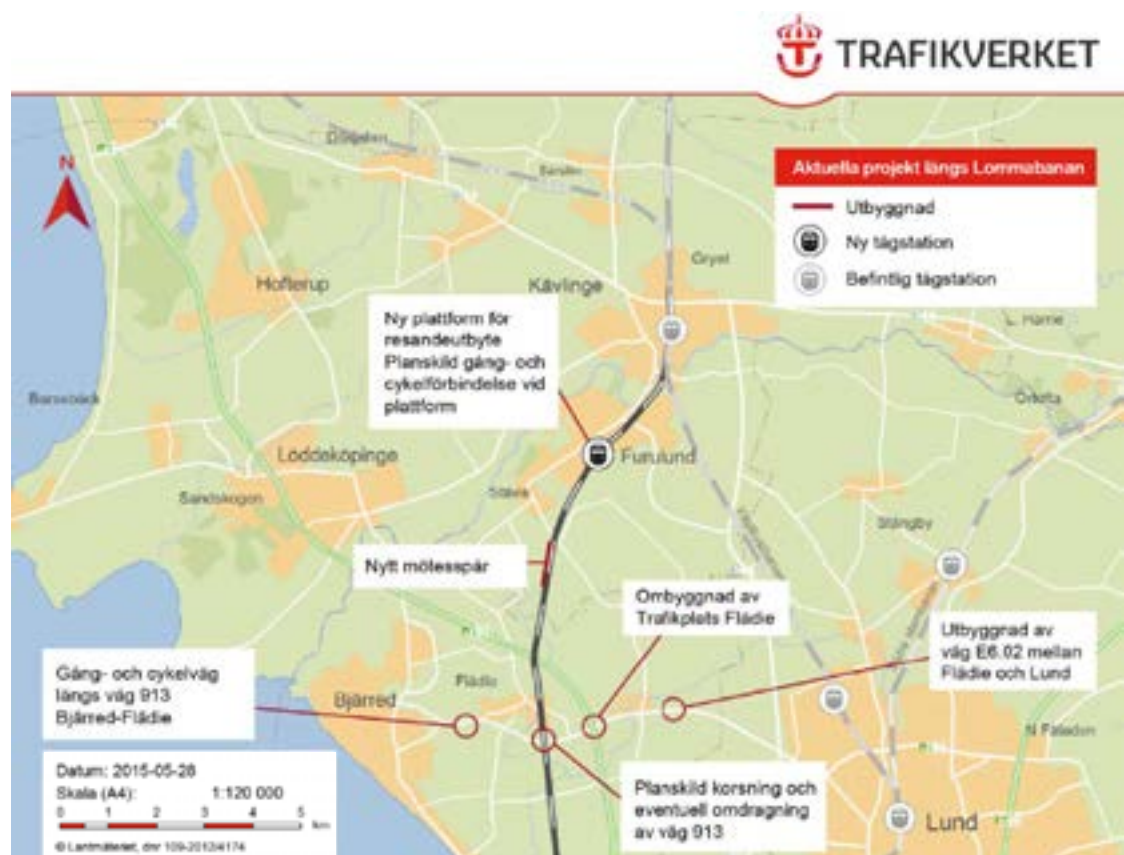 TRAFIKVERKET
N
Aktuella projekt längs Lommabanan
Utbyggnad
Ny tågstation
Befintlig tågstation
Hofterup
Gryet
Kävlinge
Ny plattform för
resandeutbyte
Planskild gång- och
cykelförbindelse vid
plattform
L. Harrie
Barsebäck
Örtofta
Löddeköpinge
Furulund
Sandskogen
Stävie
Stångby
Nytt mötesspår
Ombyggnad av
Trafikplats Flädie
Utbyggnad av
väg E6.02 mellan
Flädie och Lund
Gång- och cykelväg
längs väg 913
Bjärred-Flädie
Flädie
Bjärred
N Fäladen
Datum: 2015-05-28
Skala (A4): 1:120 000
0 1 2 3 4 5
km
© Lantmäteriet, dnr 109-2012/4174
Planskild korsning och
eventuell omdragning
av väg 913
Lund